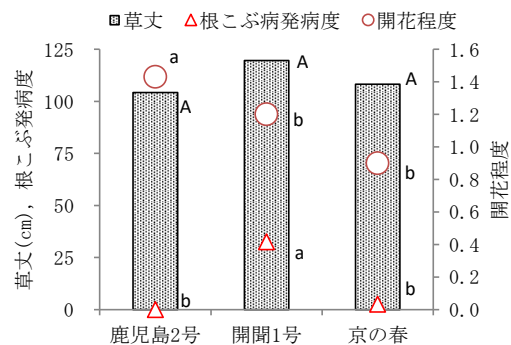 草丈 根こぶ病発病度 開花程度
草丈(cm), 根こぶ病発病度
125
100
75
50
25
0
a
A
b
A
b
a
A
b
b
1.6
1.4
1.2
1.0
0.8
0.6
0.4
0.2
0.0
開花程度
鹿児島2号 開聞1号 京の春